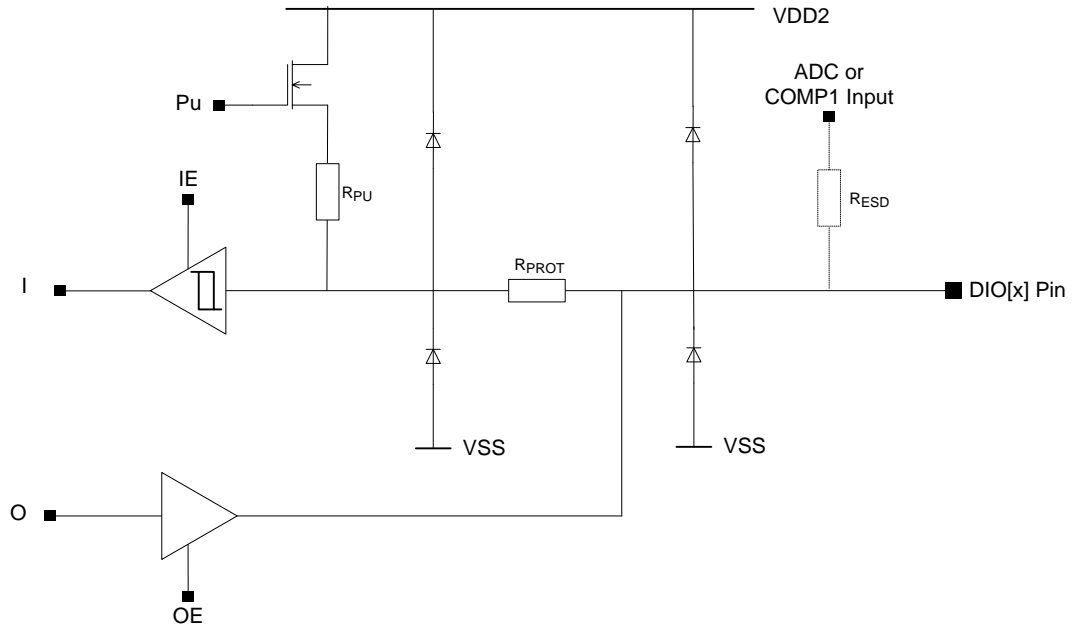 VDD2
ADC or
COMP1 Input
Pu
IE
RPU
RESD
I
RPROT
DIO[x] Pin
VSS
VSS
O
OE